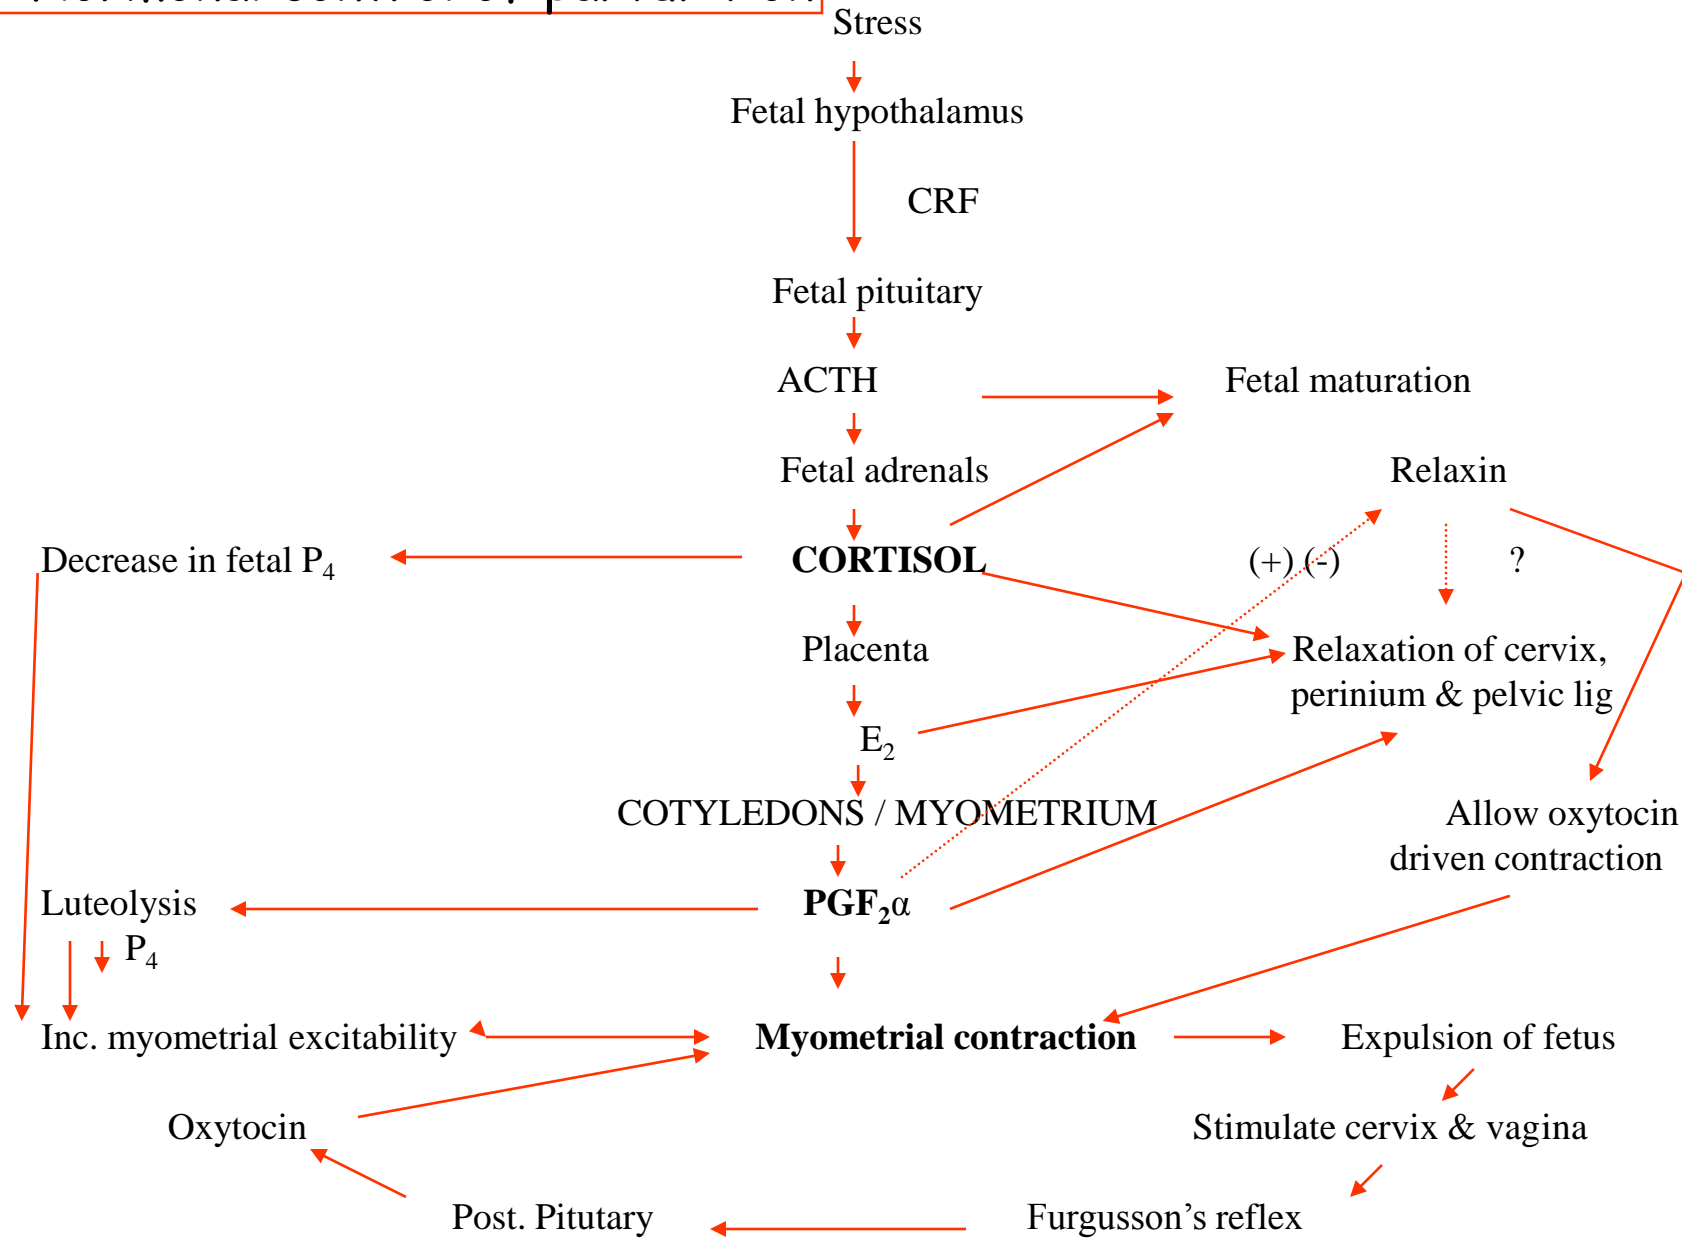 Stress
Fetal hypothalamus
CRF
Fetal pituitary
ACTH
Fetal maturation
Fetal adrenals
Relaxin
Decrease in fetal P₄
CORTISOL
(+) (-)
?
Placenta
Relaxation of cervix,
perinium & pelvic lig
E₂
COTYLEDONS / MYOMETRIUM
Allow oxytocin
driven contraction
Luteolysis
PGF₂α
P₄
Inc. myometrial excitability
Myometrial contraction
Expulsion of fetus
Oxytocin
Stimulate cervix & vagina
Post. Pitutary
Furgusson’s reflex